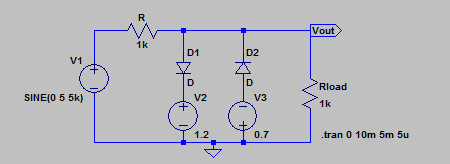 R
Vout
1k
D1
D2
V1
D
D
Rload
V2
V3
1k
SINE(0 5 5k)
1.2
0.7
.tran 0 10m 5m 5u